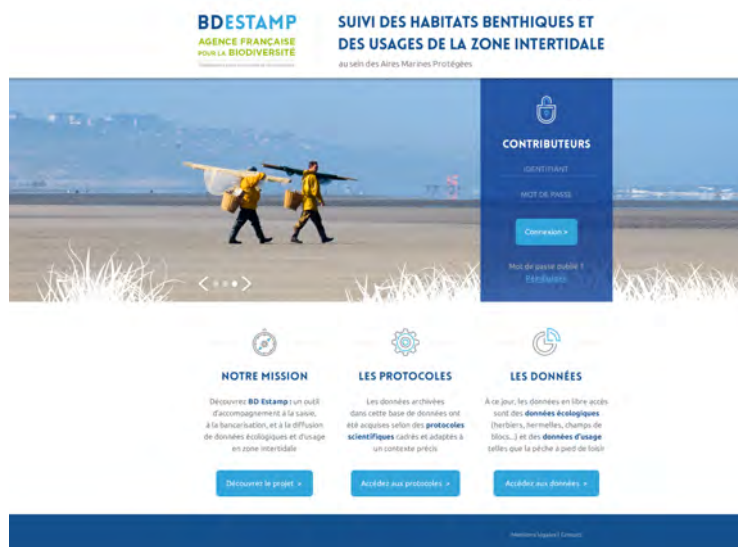 BDESTAMP
AGENCE FRANÇAISE
POUR LA BIODIVERSITÉ
SUIVI DES HABITATS BENTHIQUES ET
DES USAGES DE LA ZONE INTERTIDALE
au sein des Aires Marines Protégées
CONTRIBUTEURS
IDENTIFIANT
MOT DE PASSE
Connexion >
Mot de passe oublié ?
NOTRE MISSION
Découvrez BD Estamp : un outil
d'accompagnement à la saisie,
à la bancarisation, et à la diffusion
de données écologiques et d'usage
en zone intertidale
Découvrez le projet >
LES PROTOCOLES
Les données archivées
dans cette base de données ont
été acquises selon des protocoles
scientifiques cadrés et adaptés à
un contexte précis
Accédez aux protocoles >
LES DONNÉES
À ce jour, les données en libre accès
sont des données écologiques
(herbiers, hermelles, champs de
blocs...) et des données d'usage
telles que la pêche à pied de loisir
Accédez aux données >
Mentions légales | Contact